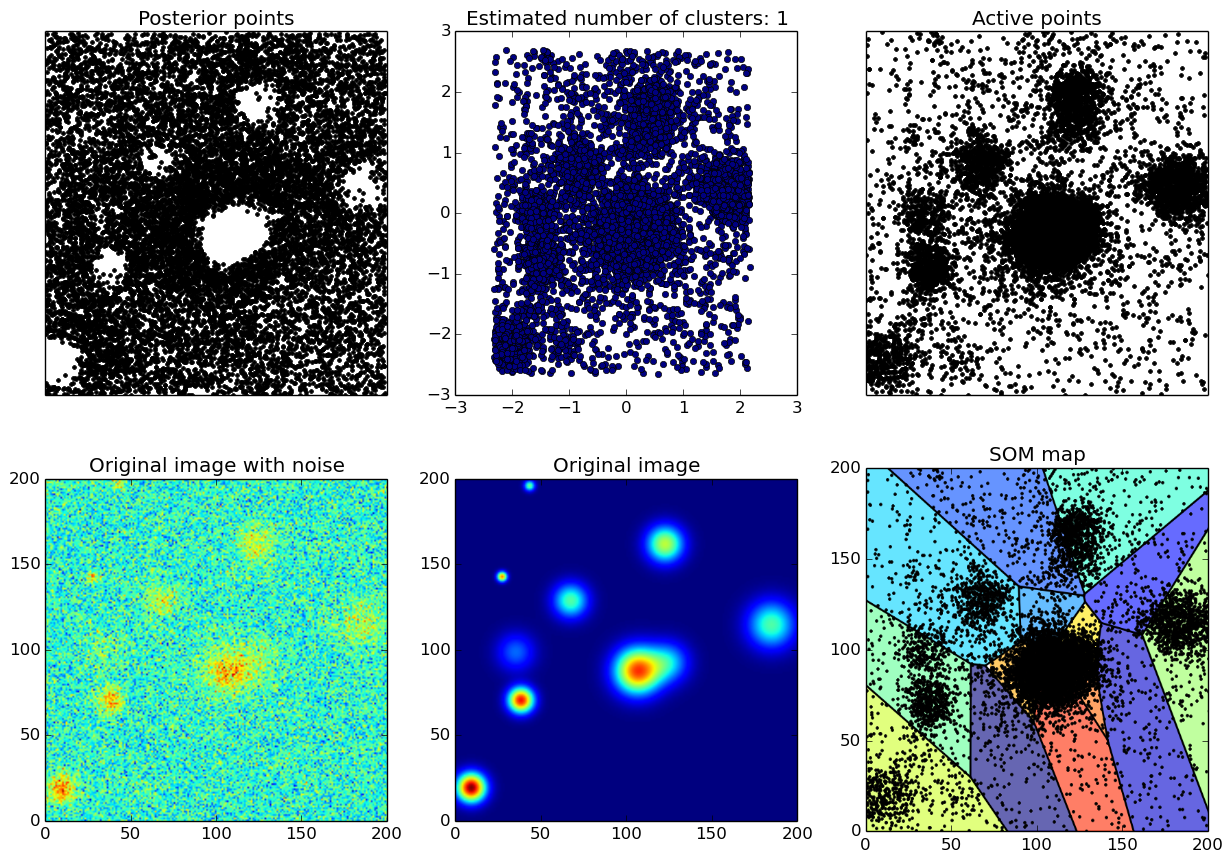 Posterior points
Estimated number of clusters: 1
Active points
3
2
1
0
−1
−2
−3
−3 −2 −1 0 1 2 3
Original image with noise
Original image
SOM map
200
150
100
50
0
0 50 100 150 200
200
150
100
50
0
0 50 100 150 200
200
150
100
50
0
0 50 100 150 200